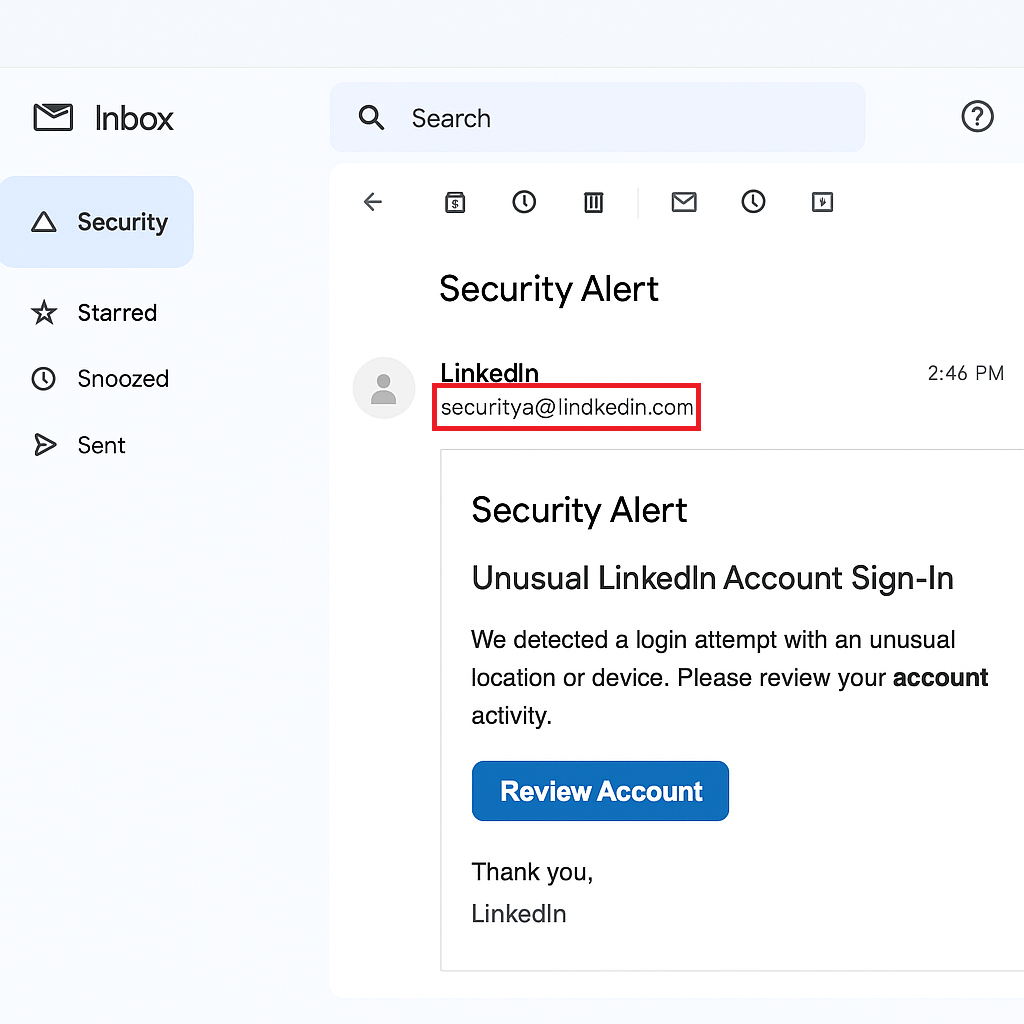 Inbox
Search
Security
Starred
Snoozed
Sent
Security Alert
LinkedIn
2:46 PM
securitya@lindkedin.com
Security Alert
Unusual LinkedIn Account Sign-In
We detected a login attempt with an unusual
location or device. Please review your account
activity.
Review Account
Thank you,
LinkedIn